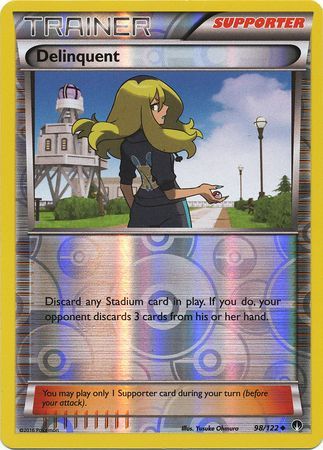 TRAINER SUPPORTER
Delinquent
Discard any Stadium card in play. If you do, your
opponent discards 3 cards from his or her hand.
You may play only 1 Supporter card during your turn (before
your attack).
©2016 Pokémon Illus. Yusuke Ohmura 98/122